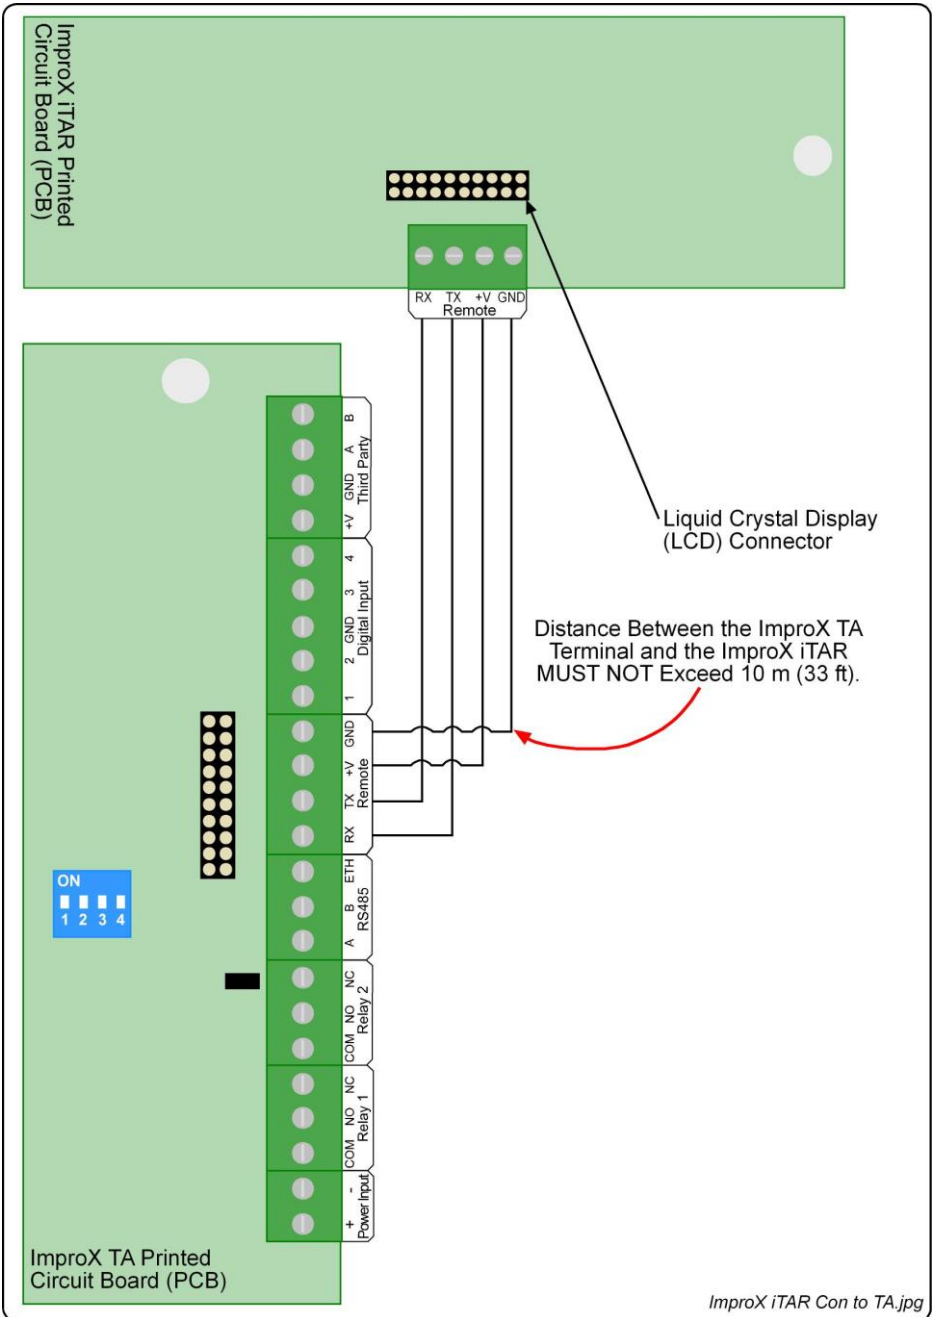 ImproX iTAR Printed
Circuit Board (PCB)
RX TX +V GND
Remote
B
A
GND
+V
Third Party
4
3
GND
2
1
Digital Input
GND
+V
TX
RX
Remote
ETH
B
A
RS485
NC
NO
COM
Relay 2
NC
NO
COM
Relay 1
-
+
Power Input
ON
1 2 3 4
Liquid Crystal Display
(LCD) Connector
Distance Between the ImproX TA
Terminal and the ImproX iTAR
MUST NOT Exceed 10 m (33 ft).
ImproX TA Printed
Circuit Board (PCB)
ImproX iTAR Con to TA.jpg